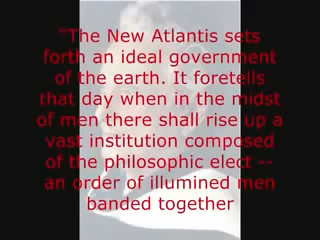 "The New Atlantis sets
forth an ideal government
of the earth. It foretells
that day when in the midst
of men there shall rise up a
vast institution composed
of the philosophic elect --
an order of illumined men
banded together